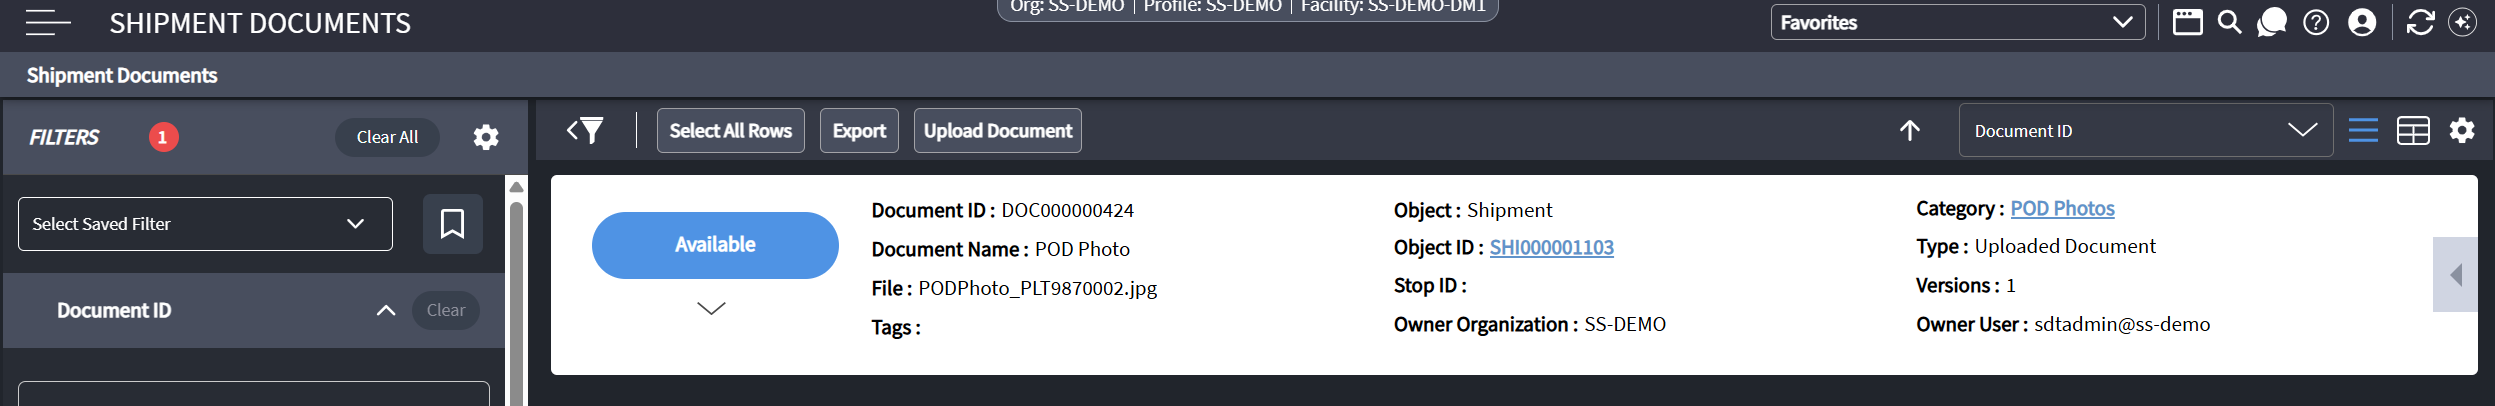 SHIPMENT DOCUMENTS
Org: SS-DEMO | Profile: SS-DEMO | Facility: SS-DEMO-DM1
Favorites
Shipment Documents
FILTERS 1 Clear All
Select All Rows Export Upload Document
Document ID
Select Saved Filter
Document ID Clear
Available
Document ID : DOC000000424
Document Name : POD Photo
File : PODPhoto_PLT9870002.jpg
Tags :
Object : Shipment
Object ID : SHI000001103
Stop ID :
Owner Organization : SS-DEMO
Category : POD Photos
Type : Uploaded Document
Versions : 1
Owner User : sdtadmin@ss-demo